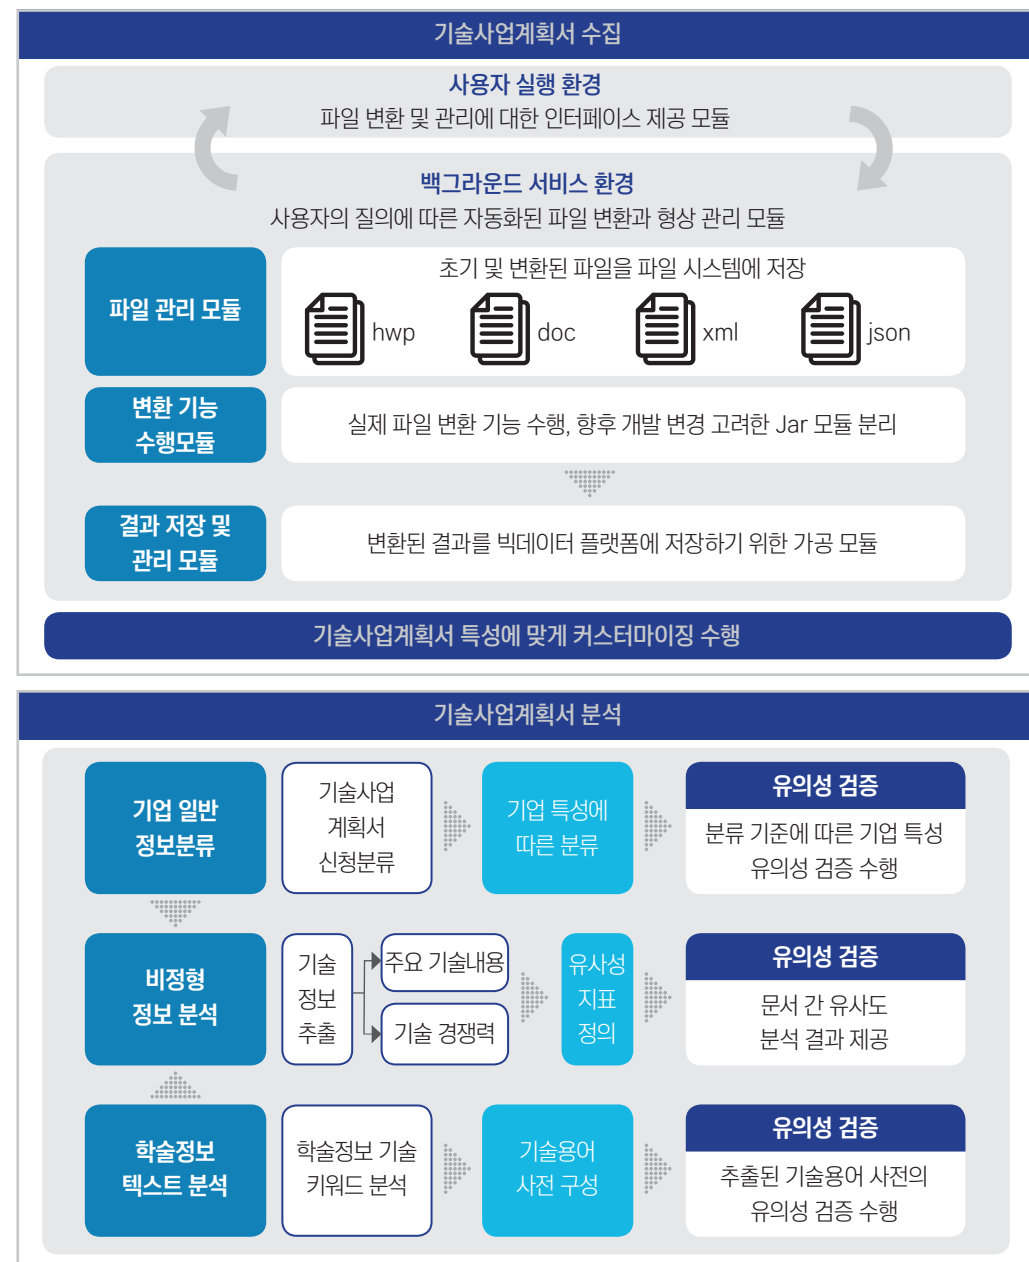 기술사업계획서 수집
사용자 실행 환경
파일 변환 및 관리에 대한 인터페이스 제공 모듈
백그라운드 서비스 환경
사용자의 질의에 따른 자동화된 파일 변환과 형상 관리 모듈
파일 관리 모듈
초기 및 변환된 파일을 파일 시스템에 저장
hwp
doc
xml
json
변환 기능
수행모듈
실제 파일 변환 기능 수행, 향후 개발 변경 고려한 Jar 모듈 분리
결과 저장 및
관리 모듈
변환된 결과를 빅데이터 플랫폼에 저장하기 위한 가공 모듈
기술사업계획서 특성에 맞게 커스터마이징 수행
기술사업계획서 분석
기업 일반
정보분류
기술사업
계획서
신청분류
기업 특성에
따른 분류
유의성 검증
분류 기준에 따른 기업 특성
유의성 검증 수행
비정형
정보 분석
기술
정보
추출
주요 기술내용
기술 경쟁력
유사성
지표
정의
유의성 검증
문서 간 유사도
분석 결과 제공
학술정보
텍스트 분석
학술정보 기술
키워드 분석
기술용어
사전 구성
유의성 검증
추출된 기술용어 사전의
유의성 검증 수행